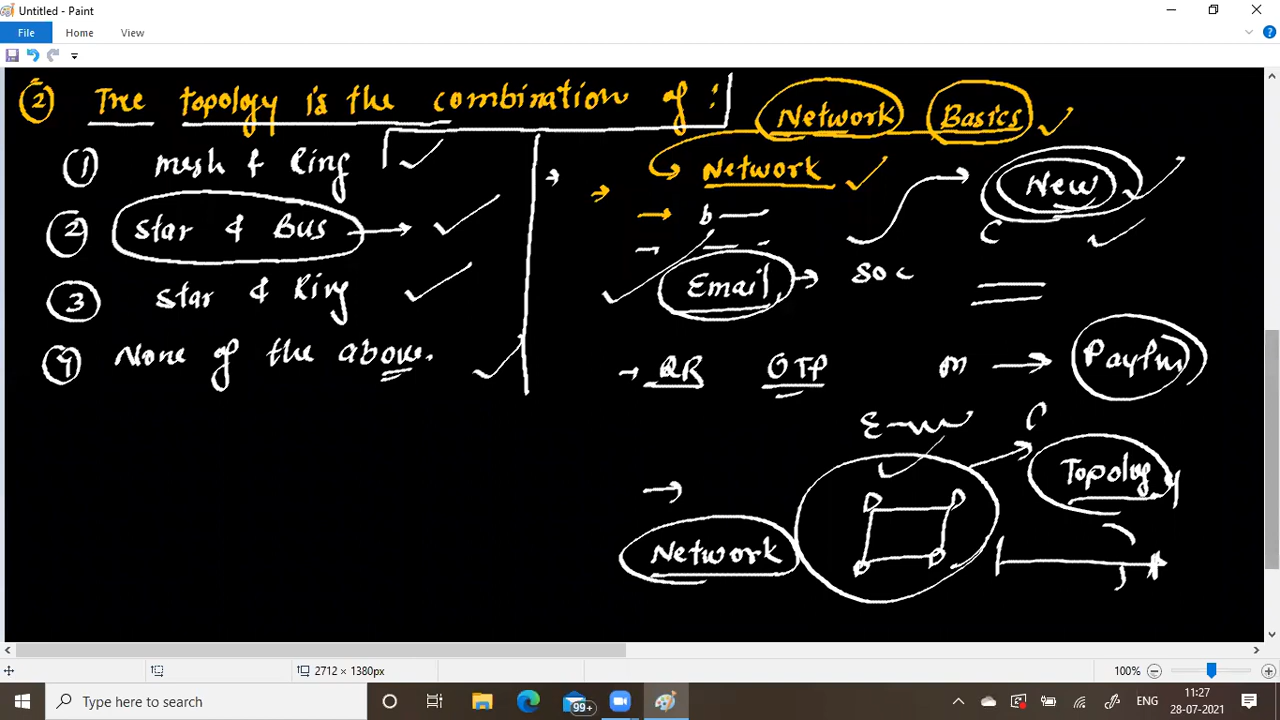 Untitled - Paint
File Home View
② Tree topology is the combination of :
① mesh & Ring
② Star & Bus
③ Star & Ring
④ None of the above.
Network Basics
Network
New
b
C
Email soc
QR OTP m Paytm
Topology
Network
2712 × 1380px
100%
Type here to search
99+
ENG
11:27
28-07-2021